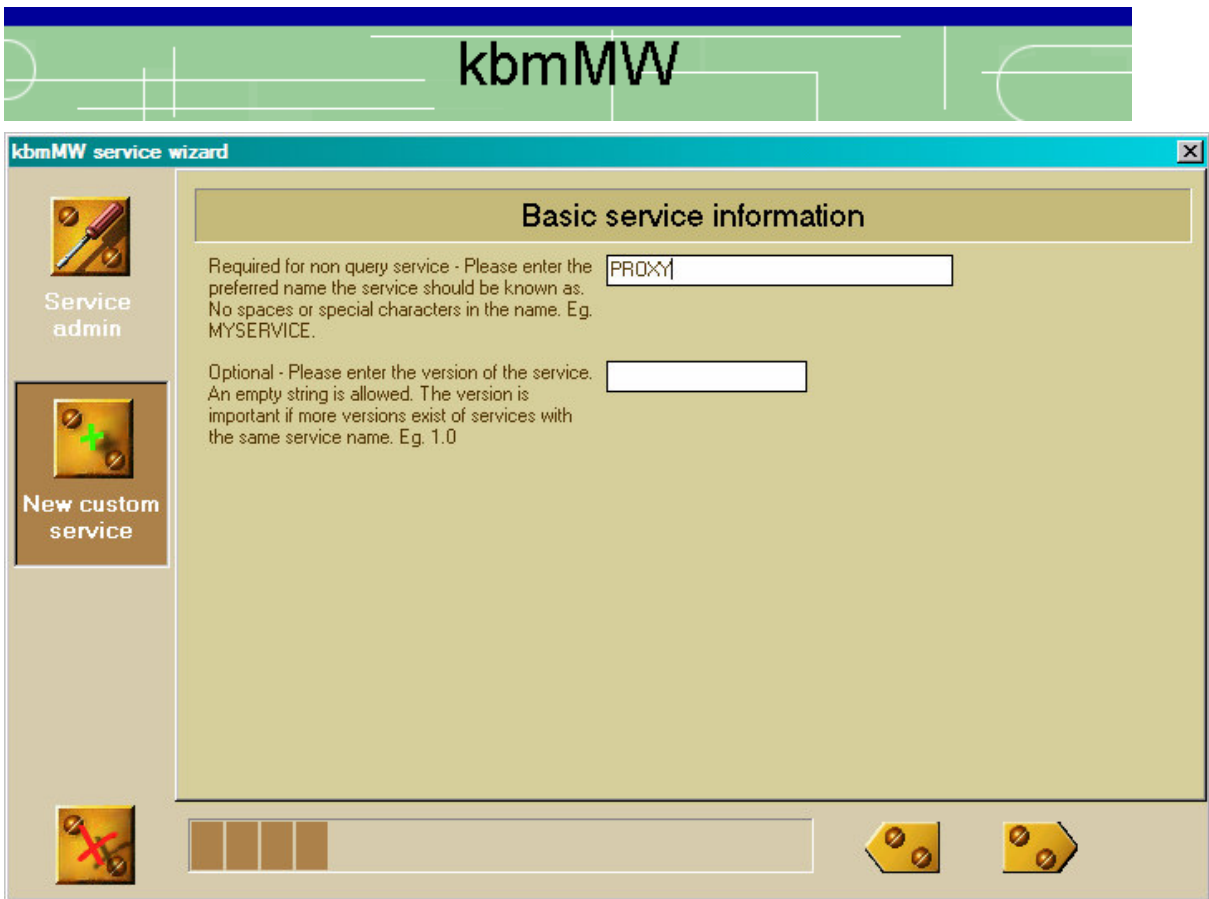 kbmMW
kbmMW service wizard
Basic service information
Service
admin
New custom
service
Required for non query service - Please enter the
preferred name the service should be known as.
No spaces or special characters in the name. Eg.
MYSERVICE.
PROXY
Optional - Please enter the version of the service.
An empty string is allowed. The version is
important if more versions exist of services with
the same service name. Eg. 1.0